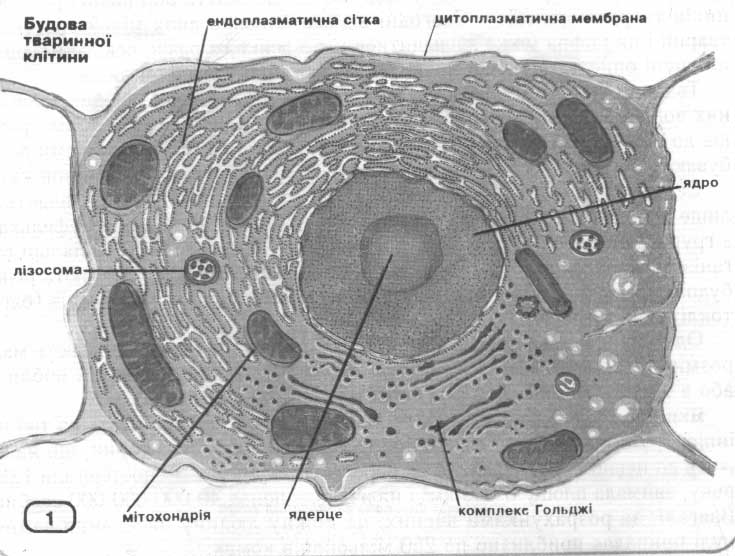 Будова
тваринної
клітини
ендоплазматична сітка
цитоплазматична мембрана
ядро
лізосома
мітохондрія
ядерце
комплекс Гольджі
1